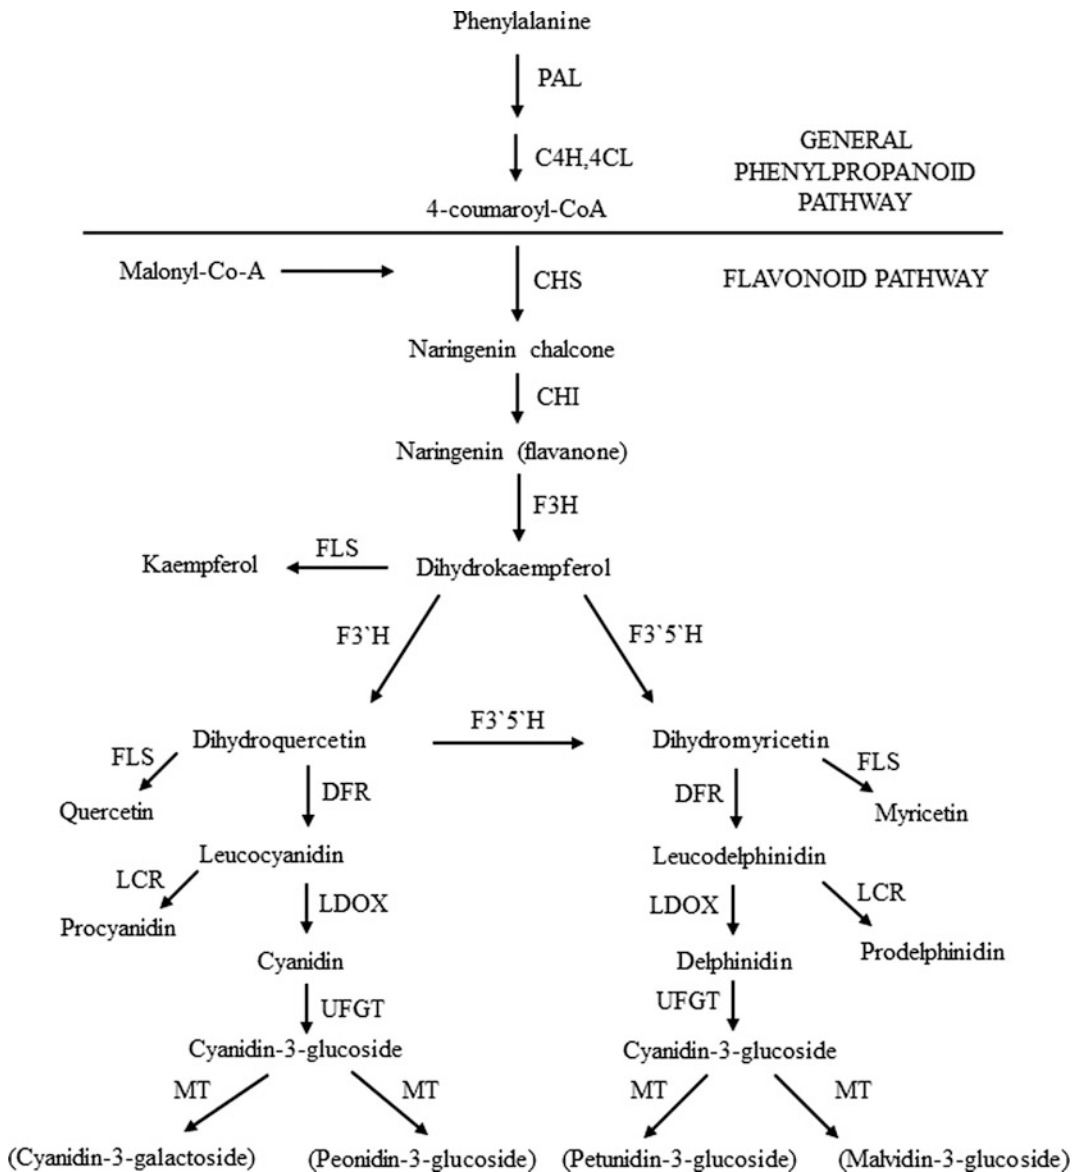 Phenylalanine
PAL
C4H,4CL
GENERAL
PHENYLPROPANOID
PATHWAY
4-coumaroyl-CoA
Malonyl-Co-A
CHS
FLAVONOID PATHWAY
Naringenin chalcone
CHI
Naringenin (flavanone)
F3H
Kaempferol
FLS
Dihydrokaempferol
F3`H
F3`5`H
Dihydroquercetin
F3`5`H
Dihydromyricetin
FLS
DFR
DFR
FLS
Quercetin
Myricetin
Leucocyanidin
Leucodelphinidin
LCR
LDOX
LDOX
LCR
Procyanidin
Prodelphinidin
Cyanidin
Delphinidin
UFGT
UFGT
Cyanidin-3-glucoside
Cyanidin-3-glucoside
MT
MT
MT
MT
(Cyanidin-3-galactoside)
(Peonidin-3-glucoside)
(Petunidin-3-glucoside)
(Malvidin-3-glucoside)